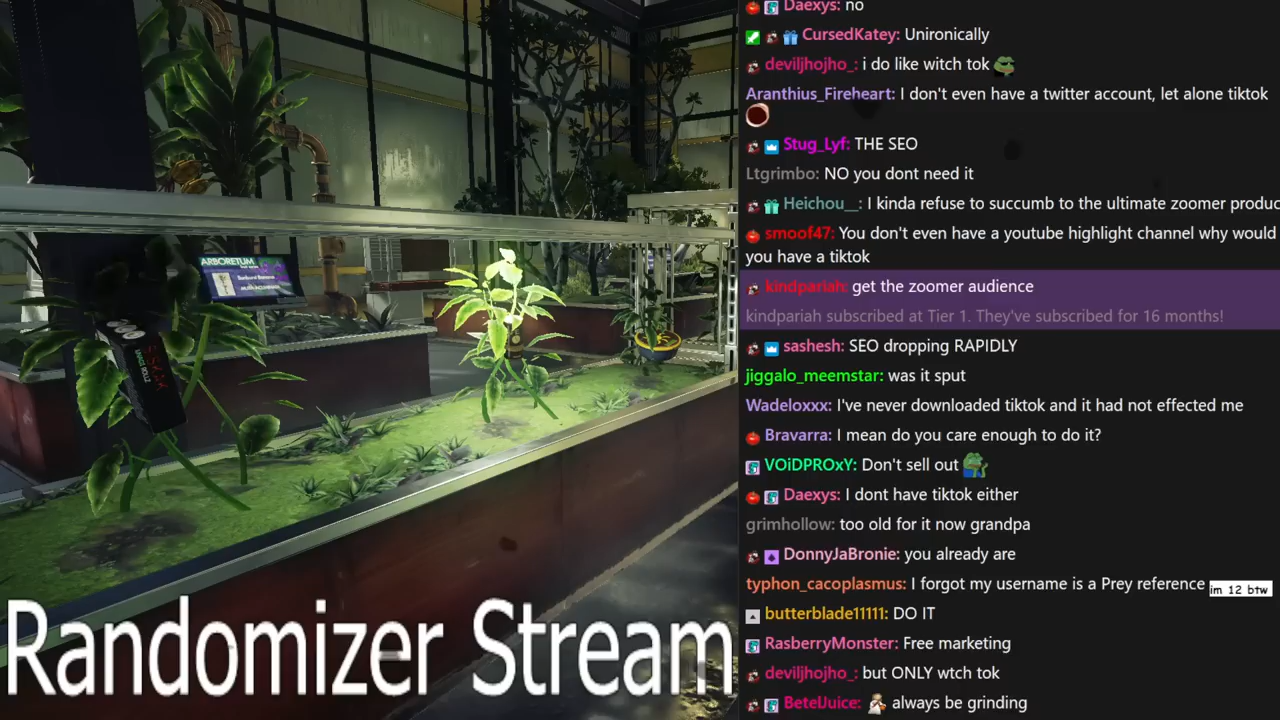 ARBORETUM
Randomizer Stream
Daexys: no
CursedKatey: Unironically
deviljhojho_: i do like witch tok
Aranthius_Fireheart: I don't even have a twitter account, let alone tiktok
Stug_Lyf: THE SEO
Ltgrimbo: NO you dont need it
Heichou__: I kinda refuse to succumb to the ultimate zoomer produc
smoof47: You don't even have a youtube highlight channel why would
you have a tiktok
kindpariah: get the zoomer audience
kindpariah subscribed at Tier 1. They've subscribed for 16 months!
sashesh: SEO dropping RAPIDLY
jiggalo_meemstar: was it sput
Wadeloxxx: I've never downloaded tiktok and it had not effected me
Bravarra: I mean do you care enough to do it?
VOiDPROxY: Don't sell out
Daexys: I dont have tiktok either
grimhollow: too old for it now grandpa
DonnyJaBronie: you already are
typhon_cacoplasmus: I forgot my username is a Prey reference im 12 btw
butterblade11111: DO IT
RasberryMonster: Free marketing
deviljhojho_: but ONLY wtch tok
BetelJuice: always be grinding